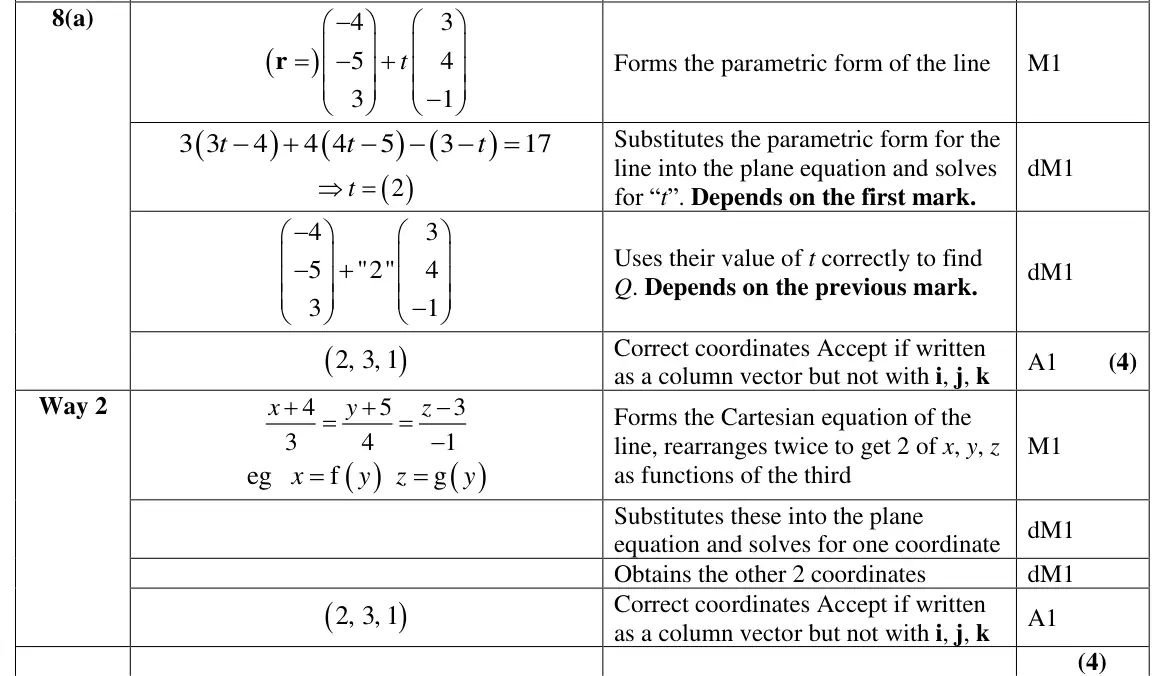 8(a)
(r =) (−4 −5 3) + t (3 4 −1)
Forms the parametric form of the line
M1
3(3t − 4) + 4(4t − 5) − (3 − t) = 17
⇒ t = (2)
Substitutes the parametric form for the
line into the plane equation and solves
for “t”. Depends on the first mark.
dM1
(−4 −5 3) + "2" (3 4 −1)
Uses their value of t correctly to find
Q. Depends on the previous mark.
dM1
(2, 3, 1)
Correct coordinates Accept if written
as a column vector but not with i, j, k
A1 (4)
Way 2
x + 4 / 3 = y + 5 / 4 = z − 3 / −1
eg x = f(y) z = g(y)
Forms the Cartesian equation of the
line, rearranges twice to get 2 of x, y, z
as functions of the third
M1
Substitutes these into the plane
equation and solves for one coordinate
dM1
Obtains the other 2 coordinates
dM1
(2, 3, 1)
Correct coordinates Accept if written
as a column vector but not with i, j, k
A1
(4)